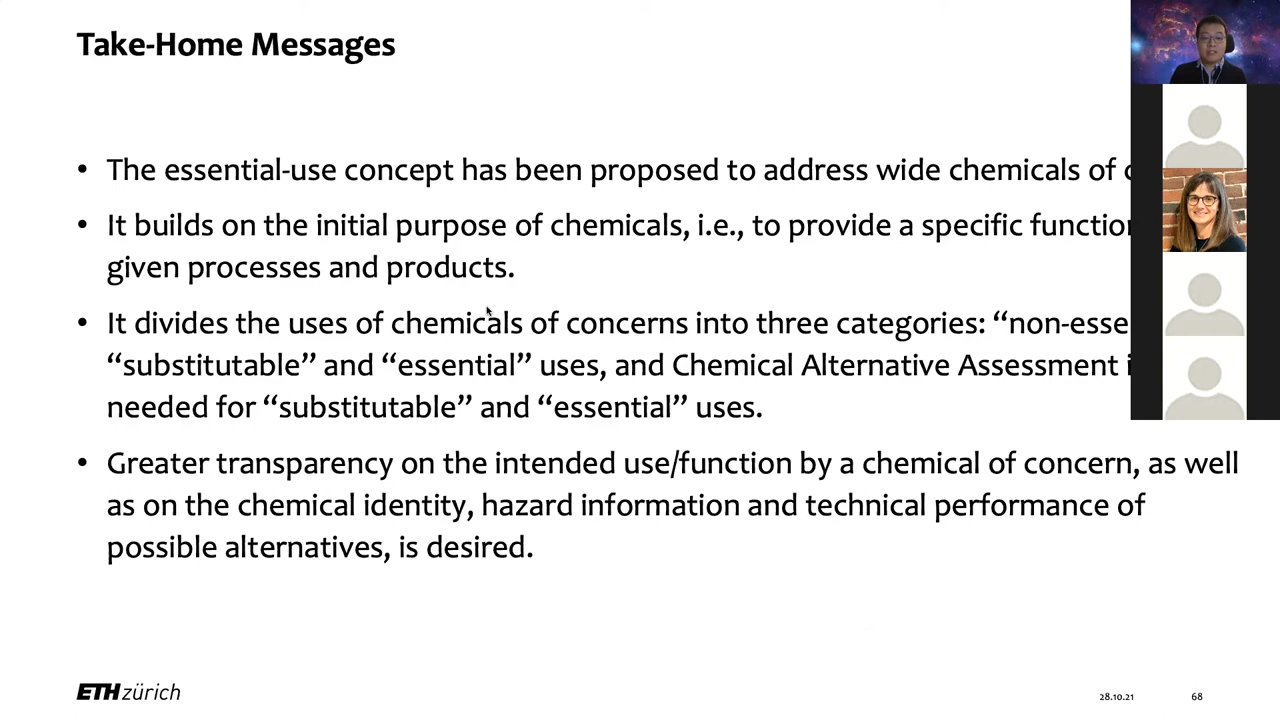 Take-Home Messages
• The essential-use concept has been proposed to address wide chemicals of
• It builds on the initial purpose of chemicals, i.e., to provide a specific function
given processes and products.
• It divides the uses of chemicals of concerns into three categories: “non-esse
“substitutable” and “essential” uses, and Chemical Alternative Assessment
needed for “substitutable” and “essential” uses.
• Greater transparency on the intended use/function by a chemical of concern, as well
as on the chemical identity, hazard information and technical performance of
possible alternatives, is desired.
ETH zürich
28.10.21
68